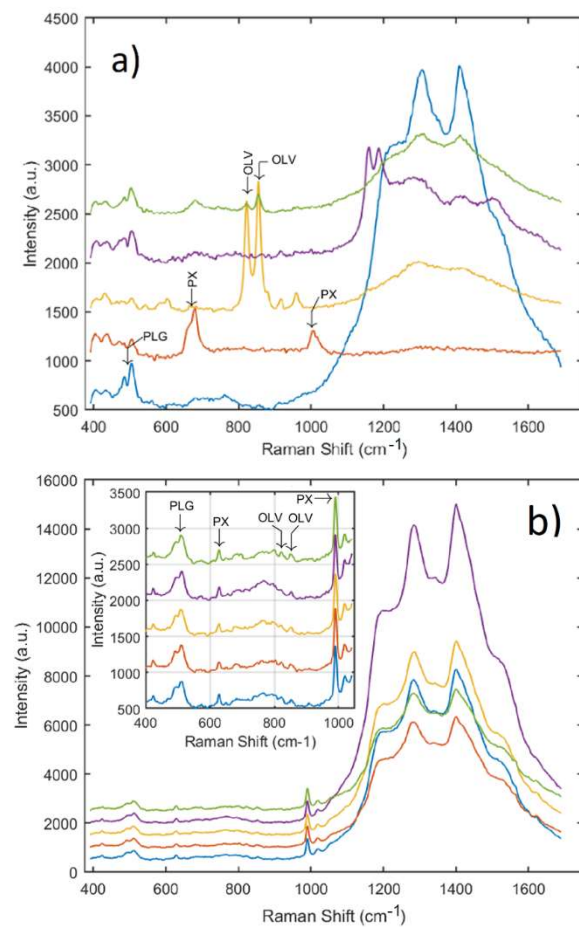 a)
5000
4500
4000
3500
3000
2500
2000
1500
1000
500
Intensity (a.u.)
OLV
OLV
PX
PX
PLG
400 600 800 1000 1200 1400 1600
Raman Shift (cm⁻¹)
b)
16000
14000
12000
10000
8000
6000
4000
2000
0
Intensity (a.u.)
3500
3000
2500
2000
1500
1000
500
Intensity (a.u.)
PLG
PX
OLV OLV
PX
400 600 800 1000
Raman Shift (cm-1)
400 600 800 1000 1200 1400 1600
Raman Shift (cm⁻¹)